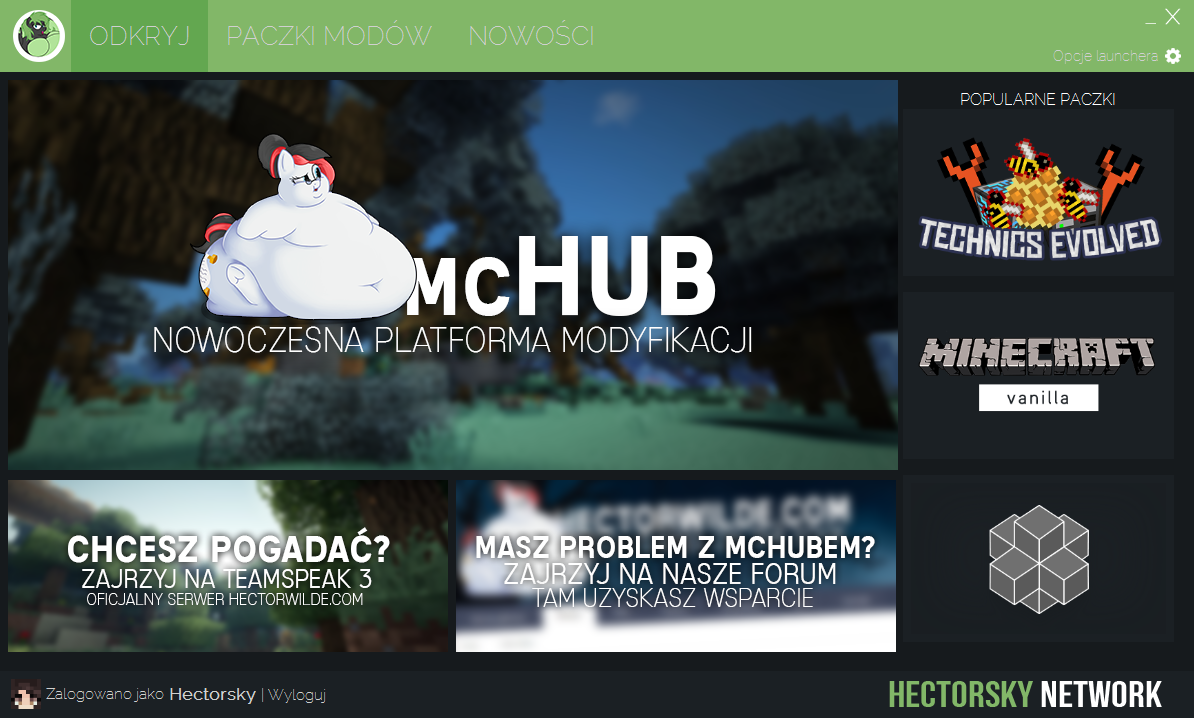 ODKRYJ
PACZKI MODÓW
NOWOŚCI
Opcje launchera
POPULARNE PACZKI
TECHNICS EVOLVED
MINECRAFT
vanilla
mcHUB
NOWOCZESNA PLATFORMA MODYFIKACJI
CHCESZ POGADAĆ?
ZAJRZYJ NA TEAMSPEAK 3
OFICJALNY SERWER HECTORWILDE.COM
HECTORWILDE.COM
MASZ PROBLEM Z MCHUBEM?
ZAJRZYJ NA NASZE FORUM
TAM UZYSKASZ WSPARCIE
Zalogowano jako Hectorsky | Wyloguj
HECTORSKY NETWORK